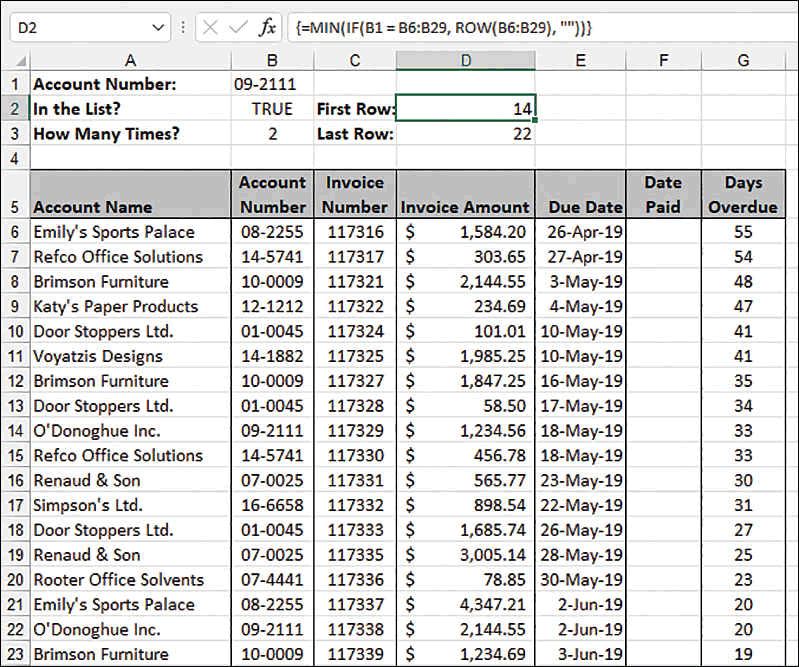 D2 fx {=MIN(IF(B1 = B6:B29, ROW(B6:B29), ""))}
A B C D E F G
1 Account Number: 09-2111
2 In the List? TRUE First Row: 14
3 How Many Times? 2 Last Row: 22
4
Account Invoice Date Days
5 Account Name Number Number Invoice Amount Due Date Paid Overdue
6 Emily's Sports Palace 08-2255 117316 $ 1,584.20 26-Apr-19 55
7 Refco Office Solutions 14-5741 117317 $ 303.65 27-Apr-19 54
8 Brimson Furniture 10-0009 117321 $ 2,144.55 3-May-19 48
9 Katy's Paper Products 12-1212 117322 $ 234.69 4-May-19 47
10 Door Stoppers Ltd. 01-0045 117324 $ 101.01 10-May-19 41
11 Voyatzis Designs 14-1882 117325 $ 1,985.25 10-May-19 41
12 Brimson Furniture 10-0009 117327 $ 1,847.25 16-May-19 35
13 Door Stoppers Ltd. 01-0045 117328 $ 58.50 17-May-19 34
14 O'Donoghue Inc. 09-2111 117329 $ 1,234.56 18-May-19 33
15 Refco Office Solutions 14-5741 117330 $ 456.78 18-May-19 33
16 Renaud & Son 07-0025 117331 $ 565.77 23-May-19 30
17 Simpson's Ltd. 16-6658 117332 $ 898.54 22-May-19 31
18 Door Stoppers Ltd. 01-0045 117333 $ 1,685.74 26-May-19 27
19 Renaud & Son 07-0025 117335 $ 3,005.14 28-May-19 25
20 Rooter Office Solvents 07-4441 117336 $ 78.85 30-May-19 23
21 Emily's Sports Palace 08-2255 117337 $ 4,347.21 2-Jun-19 20
22 O'Donoghue Inc. 09-2111 117338 $ 2,144.55 2-Jun-19 20
23 Brimson Furniture 10-0009 117339 $ 1,234.69 3-Jun-19 19